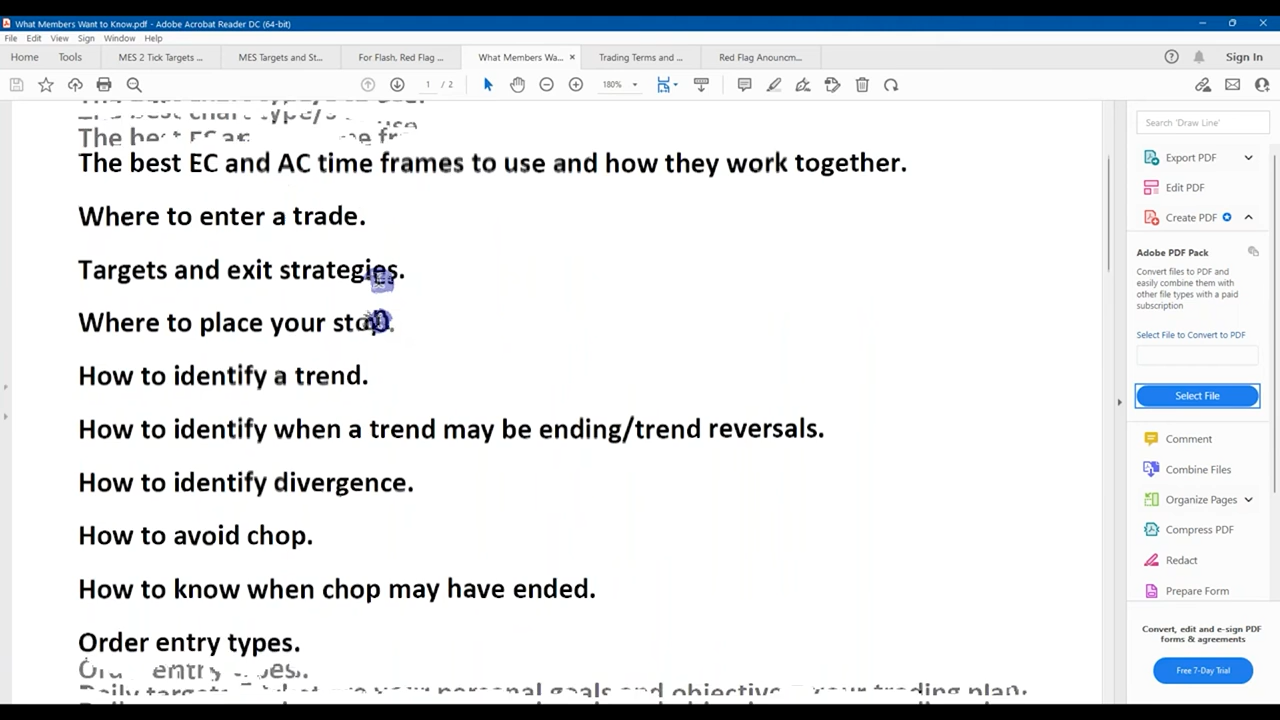 What Members Want to Know.pdf - Adobe Acrobat Reader DC (64-bit)
File Edit View Sign Window Help
Home Tools MES 2 Tick Targets ... MES Targets and St... For Flash, Red Flag ... What Members Wa... Trading Terms and ... Red Flag Anouncm... Sign In
1 / 2 180%
The best EC and AC time frames to use and how they work together.
Where to enter a trade.
Targets and exit strategies.
Where to place your stop.
How to identify a trend.
How to identify when a trend may be ending/trend reversals.
How to identify divergence.
How to avoid chop.
How to know when chop may have ended.
Order entry types.
Search 'Draw Line'
Export PDF
Edit PDF
Create PDF
Adobe PDF Pack
Convert files to PDF and
easily combine them with
other file types with a paid
subscription
Select File to Convert to PDF
Select File
Comment
Combine Files
Organize Pages
Compress PDF
Redact
Prepare Form
Convert, edit and e-sign PDF
forms & agreements
Free 7-Day Trial